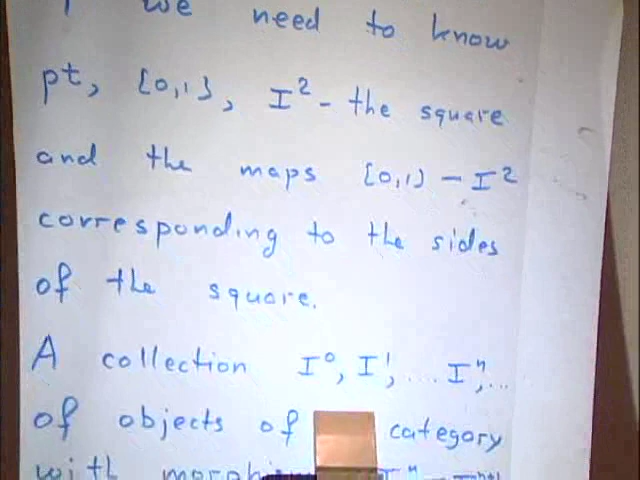 we need to know
pt, {0,1}, I² - the square
and the maps {0,1} — I²
corresponding to the sides
of the square.
A collection I⁰, I¹, ... Iⁿ, ...
of objects of category
with